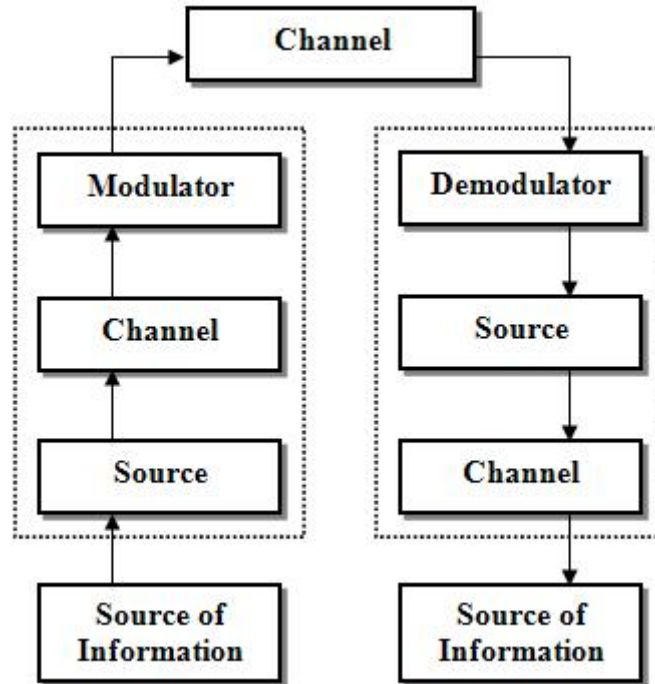 Channel
Modulator
Channel
Source
Source of
Information
Demodulator
Source
Channel
Source of
Information